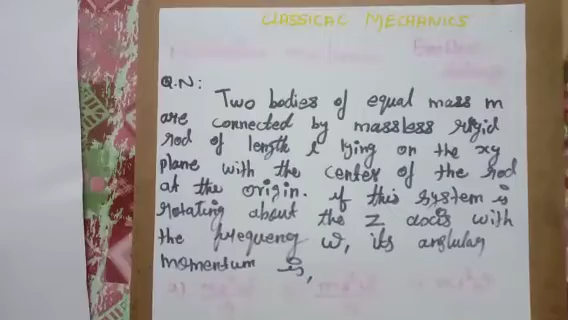 CLASSICAL MECHANICS
Q.N:
Two bodies of equal mass m
are connected by massless rigid
rod of length l lying on the xy
plane with the center of the rod
at the origin. If this system is
rotating about the Z axis with
the frequency ω, its anglular
momentum is,